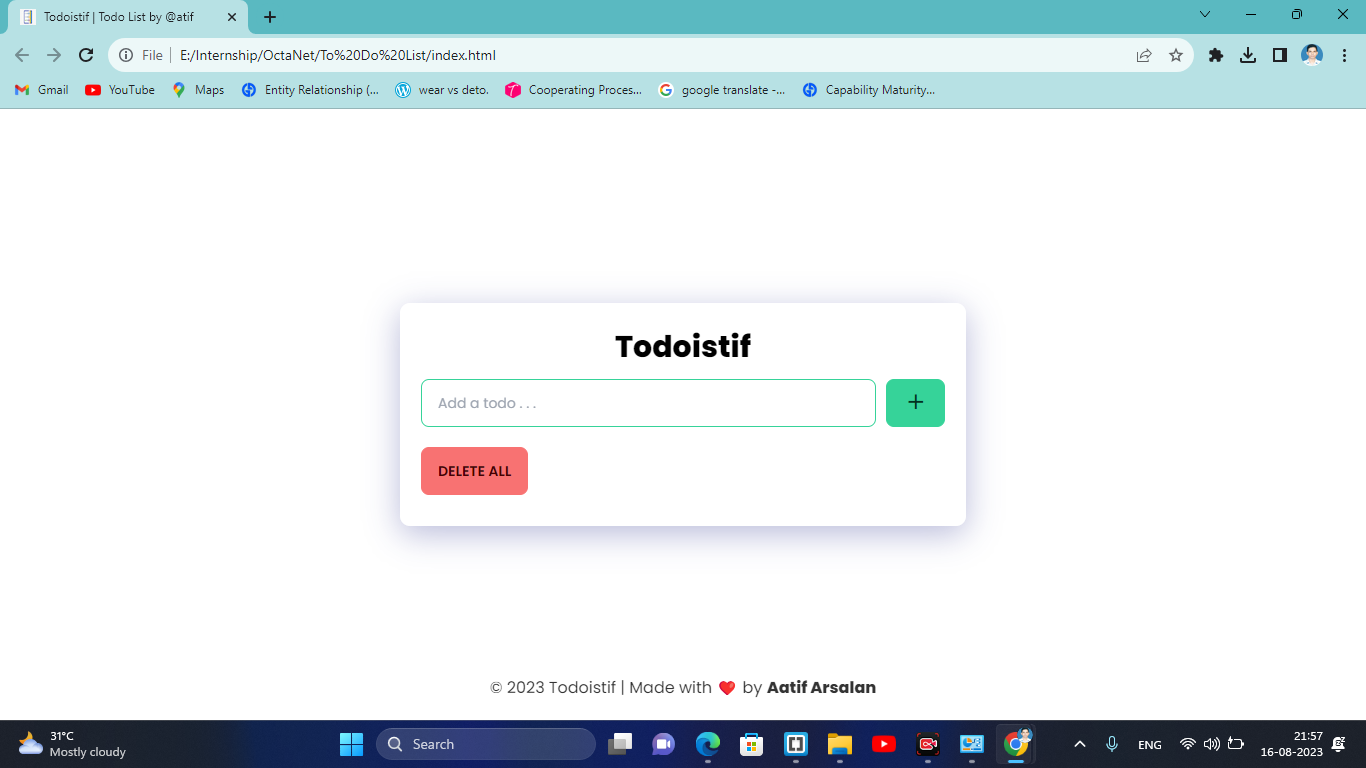 Todoistif | Todo List by @atif
File
E:/Internship/OctaNet/To%20Do%20List/index.html
Gmail
YouTube
Maps
Entity Relationship (...
wear vs deto.
Cooperating Proces...
google translate -...
Capability Maturity...
Todoistif
Add a todo . . .
+
DELETE ALL
© 2023 Todoistif | Made with ❤️ by Aatif Arsalan
31°C
Mostly cloudy
Search
ENG
21:57
16-08-2023